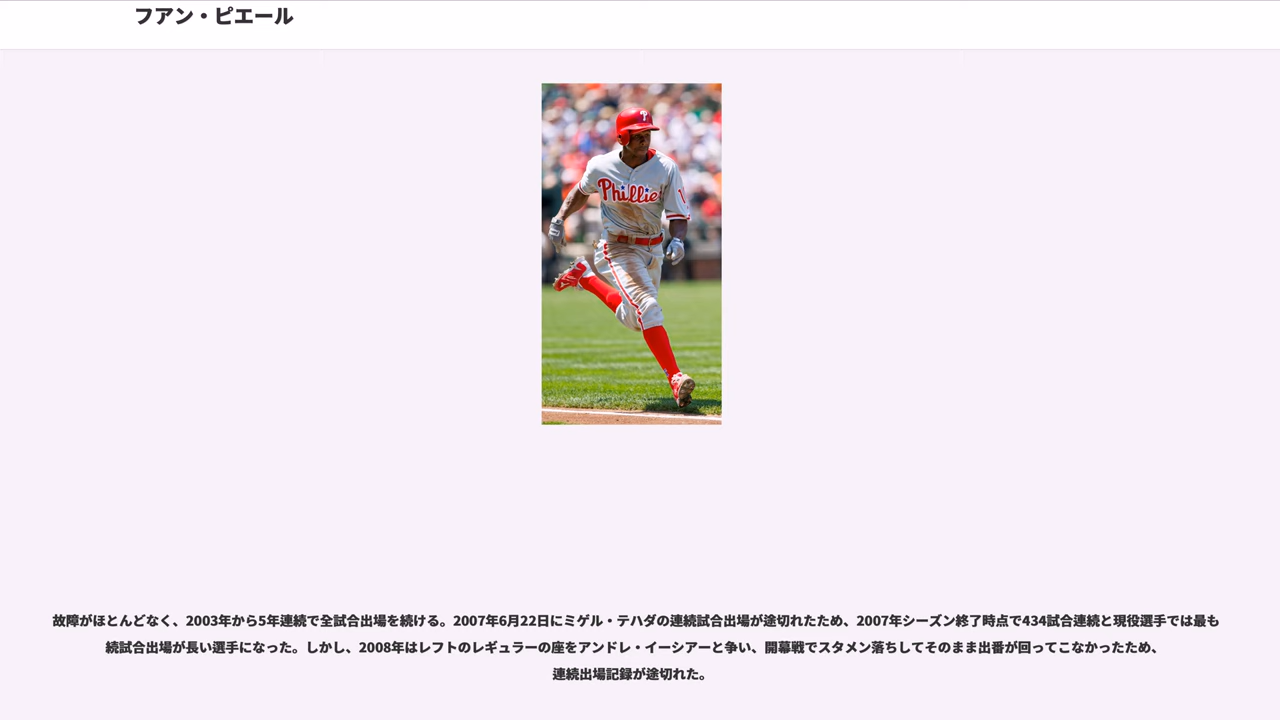 フアン・ピエール
Phillies
故障がほとんどなく、2003年から5年連続で全試合出場を続ける。2007年6月22日にミゲル・テハダの連続試合出場が途切れたため、2007年シーズン終了時点で434試合連続と現役選手では最も
続試合出場が長い選手になった。しかし、2008年はレフトのレギュラーの座をアンドレ・イーシアーと争い、開幕戦でスタメン落ちしてそのまま出番が回ってこなかったため、
連続出場記録が途切れた。